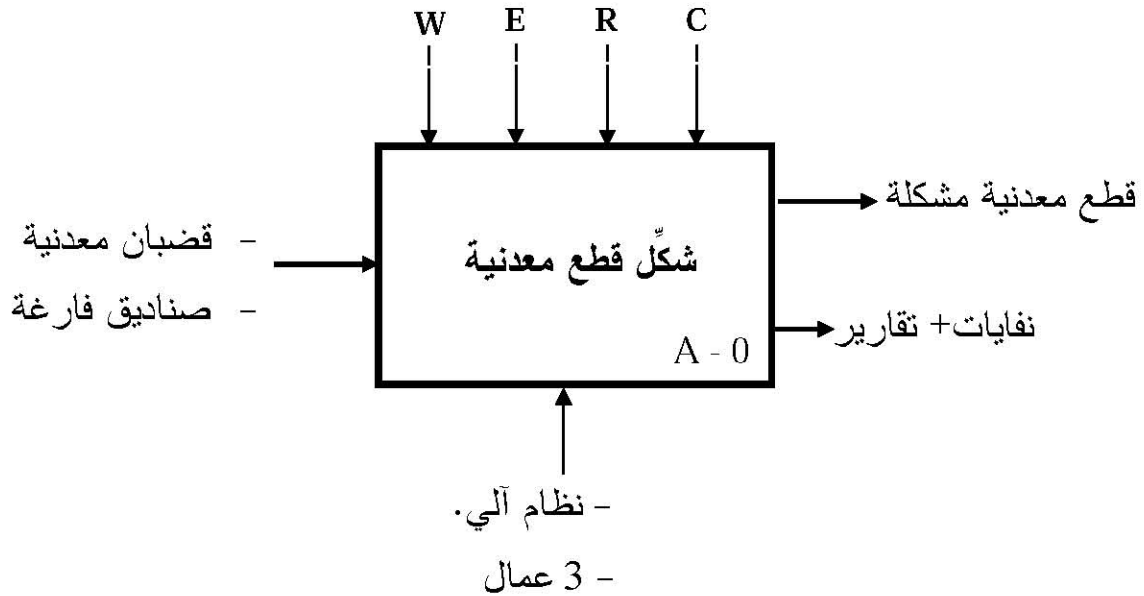 W E R C
قطع معدنية مشكلة
- قضبان معدنية
شكِّل قطع معدنية
- صناديق فارغة
نفايات+ تقارير
A - 0
- نظام آلي.
- 3 عمال